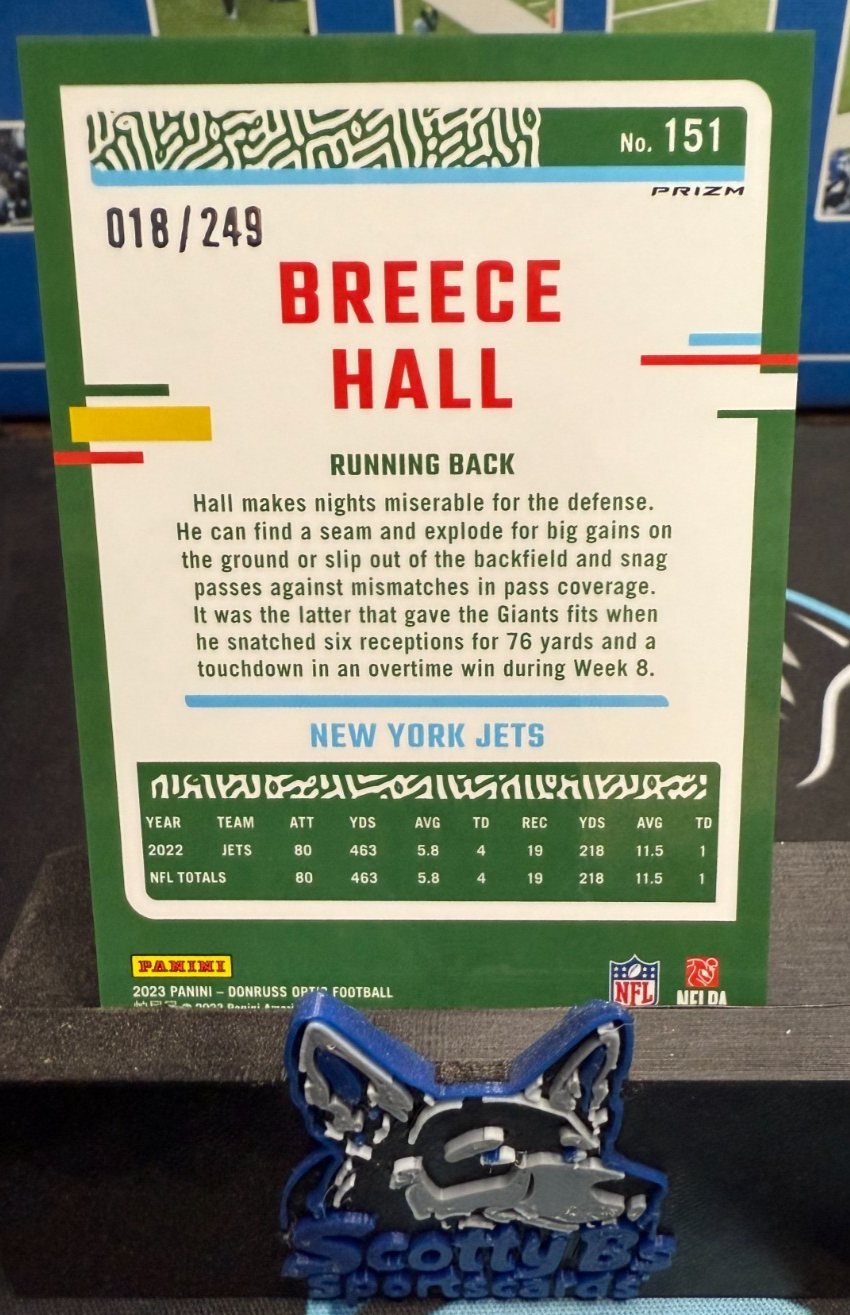 No. 151
PRIZM
018/249
BREECE
HALL
RUNNING BACK
Hall makes nights miserable for the defense.
He can find a seam and explode for big gains on
the ground or slip out of the backfield and snag
passes against mismatches in pass coverage.
It was the latter that gave the Giants fits when
he snatched six receptions for 76 yards and a
touchdown in an overtime win during Week 8.
NEW YORK JETS
YEAR TEAM ATT YDS AVG TD REC YDS AVG TD
2022 JETS 80 463 5.8 4 19 218 11.5 1
NFL TOTALS 80 463 5.8 4 19 218 11.5 1
PANINI
NFL
NFLPA
2023 PANINI – DONRUSS OPTIC FOOTBALL
© 2023 Panini
Scotty B's
sportscards